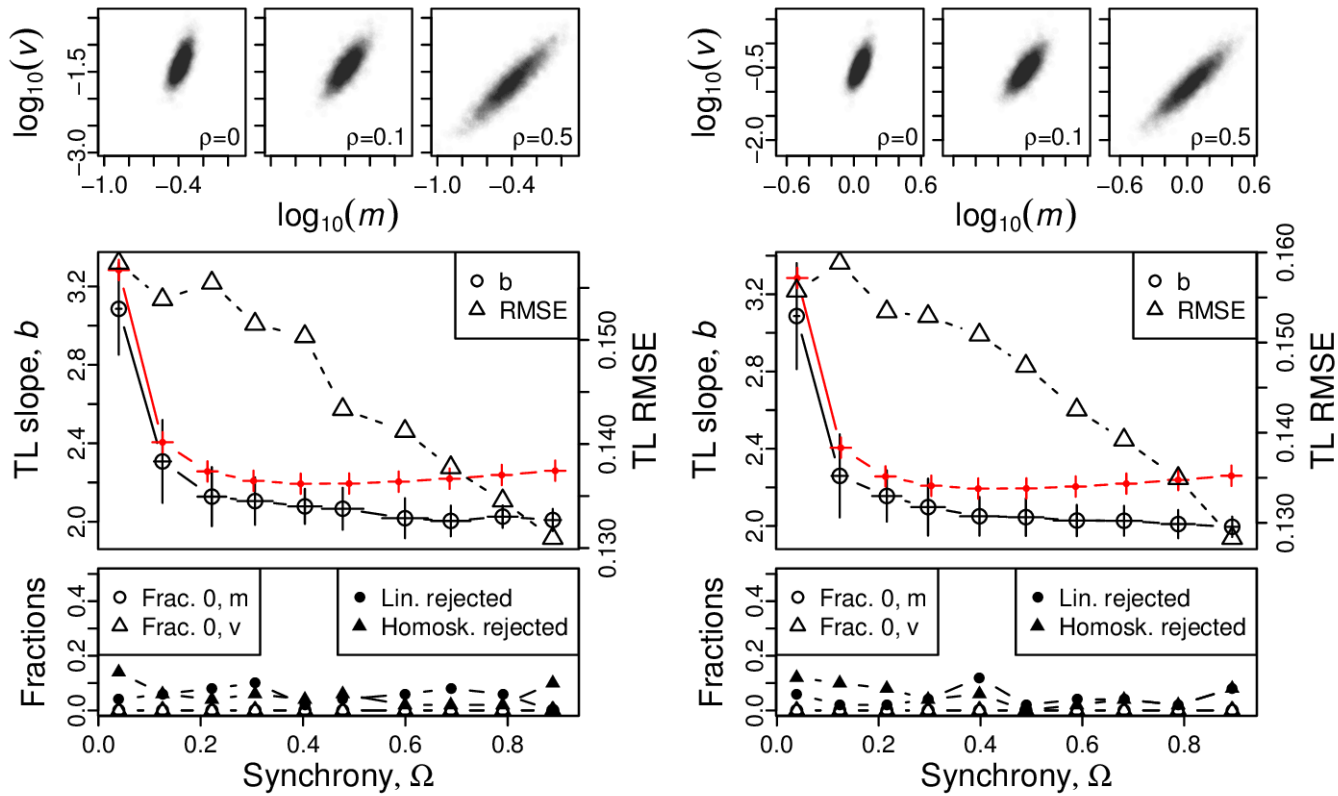 log₁₀(v)
−3.0 −1.5
ρ=0
ρ=0.1
ρ=0.5
−1.0 −0.4
−1.0 −0.4
log₁₀(m)
TL slope, b
2.0 2.4 2.8 3.2
b
RMSE
0.130 0.140 0.150
TL RMSE
Fractions
0.0 0.2 0.4
Frac. 0, m
Frac. 0, v
Lin. rejected
Homosk. rejected
0.0 0.2 0.4 0.6 0.8
Synchrony, Ω
log₁₀(v)
−2.0 −0.5
ρ=0
ρ=0.1
ρ=0.5
−0.6 0.0 0.6
−0.6 0.0 0.6
log₁₀(m)
TL slope, b
2.0 2.4 2.8 3.2
b
RMSE
0.130 0.140 0.150 0.160
TL RMSE
Fractions
0.0 0.2 0.4
Frac. 0, m
Frac. 0, v
Lin. rejected
Homosk. rejected
0.0 0.2 0.4 0.6 0.8
Synchrony, Ω